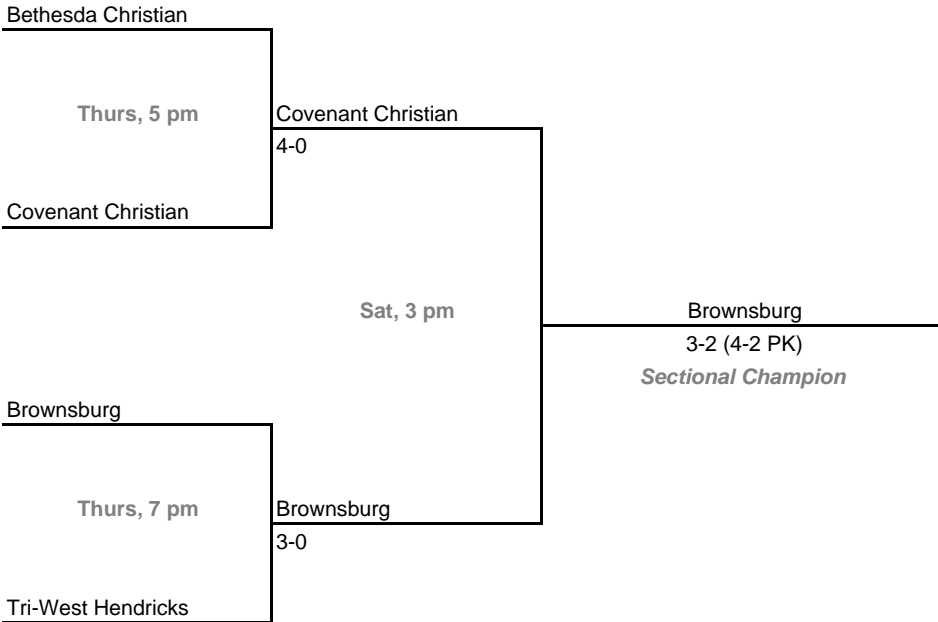 Bethesda Christian
Thurs, 5 pm
Covenant Christian
4-0
Covenant Christian
Sat, 3 pm
Brownsburg
3-2 (4-2 PK)
Sectional Champion
Brownsburg
Thurs, 7 pm
Brownsburg
3-0
Tri-West Hendricks